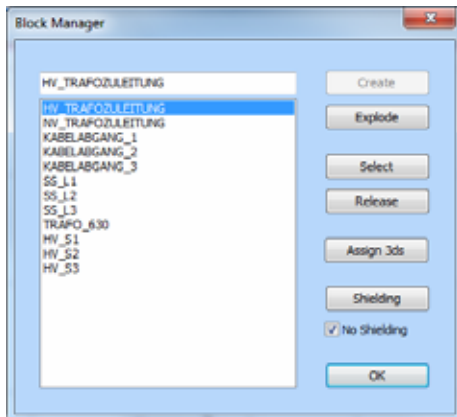 Block Manager
HV_TRAFOZULEITUNG
HV_TRAFOZULEITUNG
NV_TRAFOZULEITUNG
KABELABGANG_1
KABELABGANG_2
KABELABGANG_3
SS_L1
SS_L2
SS_L3
TRAFO_630
HV_S1
HV_S2
HV_S3
Create
Explode
Select
Release
Assign 3ds
Shielding
No Shielding
OK